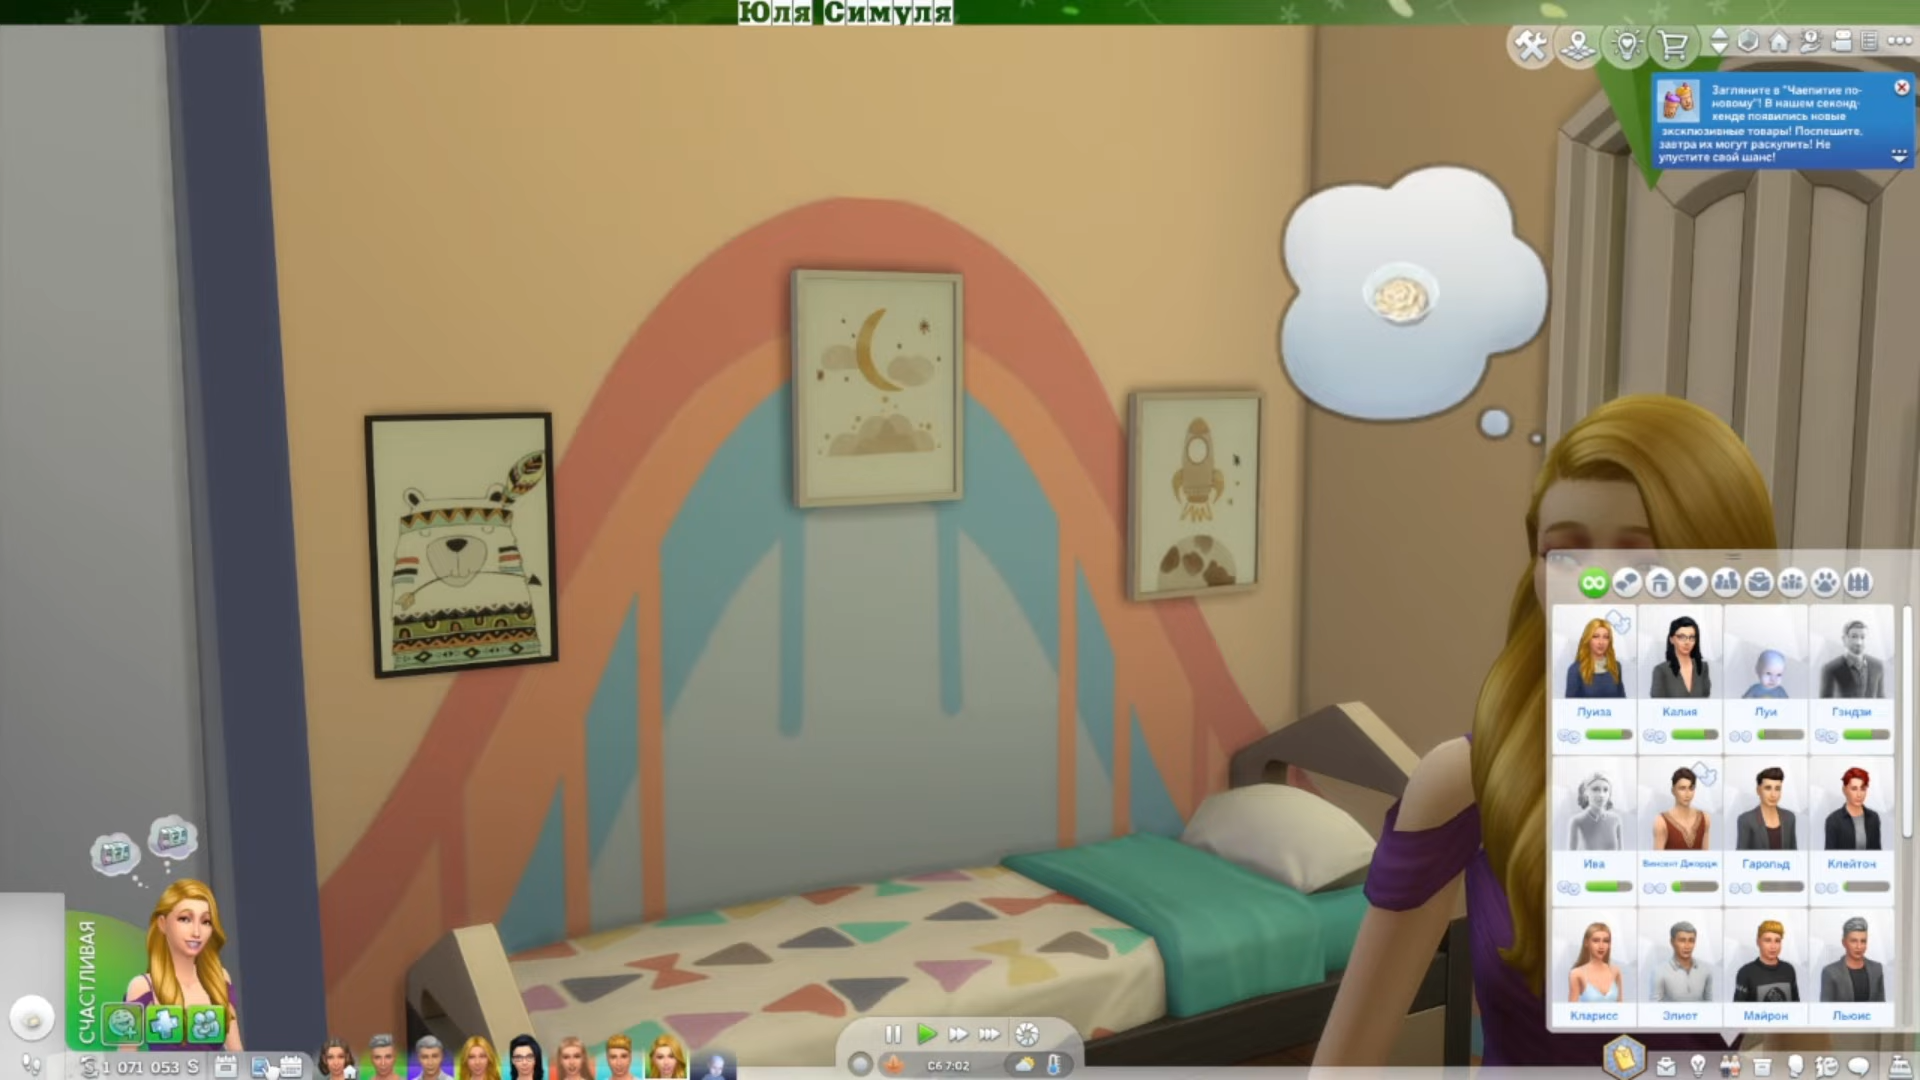 Юля Симуля
Загляните в "Чаепитие по-
новому"! В нашем секонд-
хенде появились новые
эксклюзивные товары! Поспешите,
завтра их могут раскупить! Не
упустите свой шанс!
Луиза
Калия
Луи
Гэндзи
Ива
Винсент Джордж
Гарольд
Клейтон
Кларисс
Элиот
Майрон
Льюис
СЧАСТЛИВАЯ
1 071 053
Сб 7:02